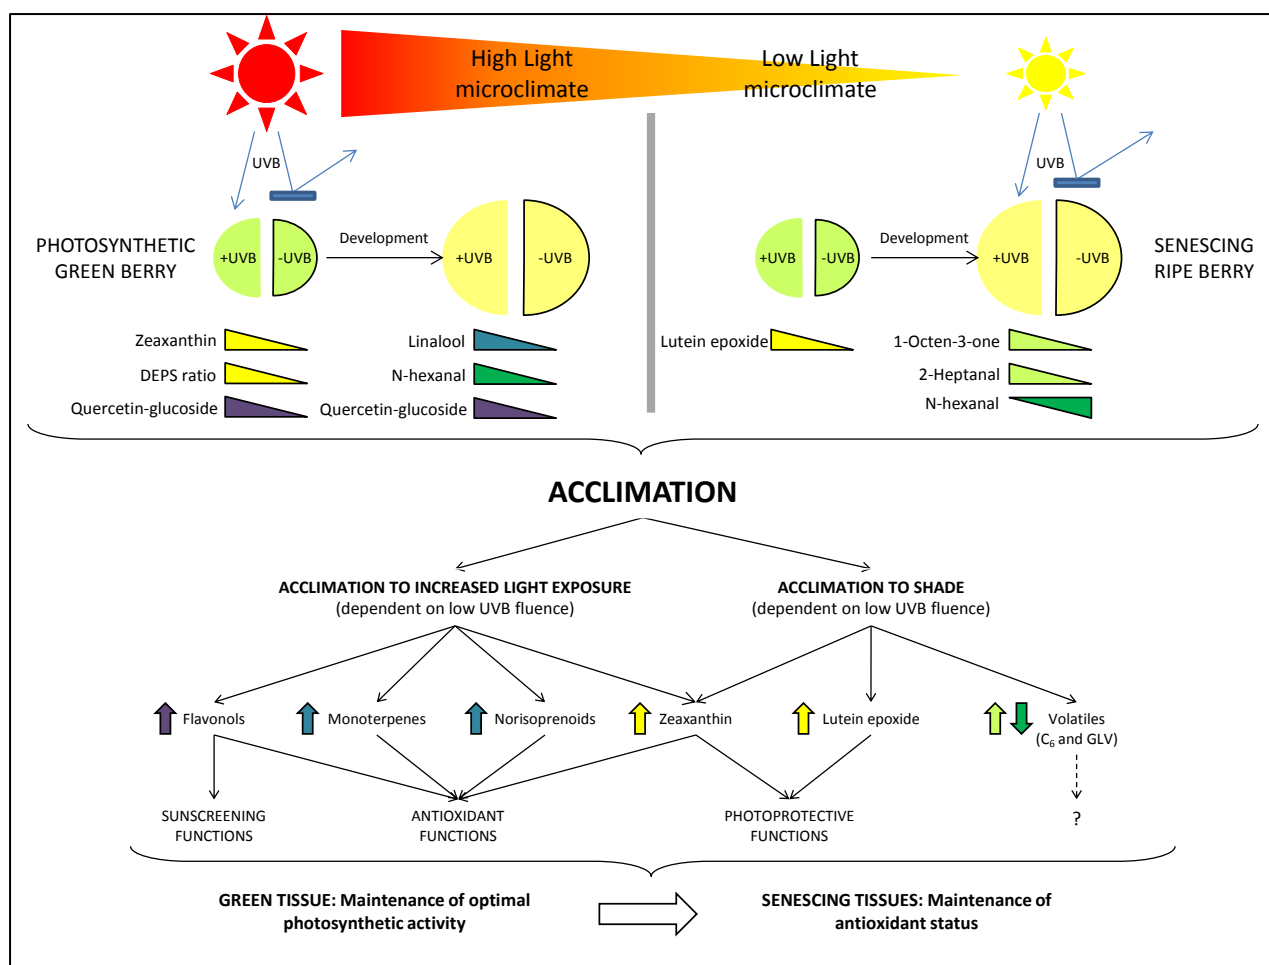 High Light
microclimate
Low Light
microclimate
UVB
UVB
PHOTOSYNTHETIC
GREEN BERRY
+UVB
-UVB
Development
+UVB
-UVB
+UVB
-UVB
Development
+UVB
-UVB
SENESCING
RIPE BERRY
Zeaxanthin
DEPS ratio
Quercetin-glucoside
Linalool
N-hexanal
Quercetin-glucoside
Lutein epoxide
1-Octen-3-one
2-Heptanal
N-hexanal
ACCLIMATION
ACCLIMATION TO INCREASED LIGHT EXPOSURE
(dependent on low UVB fluence)
ACCLIMATION TO SHADE
(dependent on low UVB fluence)
Flavonols
Monoterpenes
Norisoprenoids
Zeaxanthin
Lutein epoxide
Volatiles
(C₆ and GLV)
SUNSCREENING
FUNCTIONS
ANTIOXIDANT
FUNCTIONS
PHOTOPROTECTIVE
FUNCTIONS
?
GREEN TISSUE: Maintenance of optimal
photosynthetic activity
SENESCING TISSUES: Maintenance of
antioxidant status